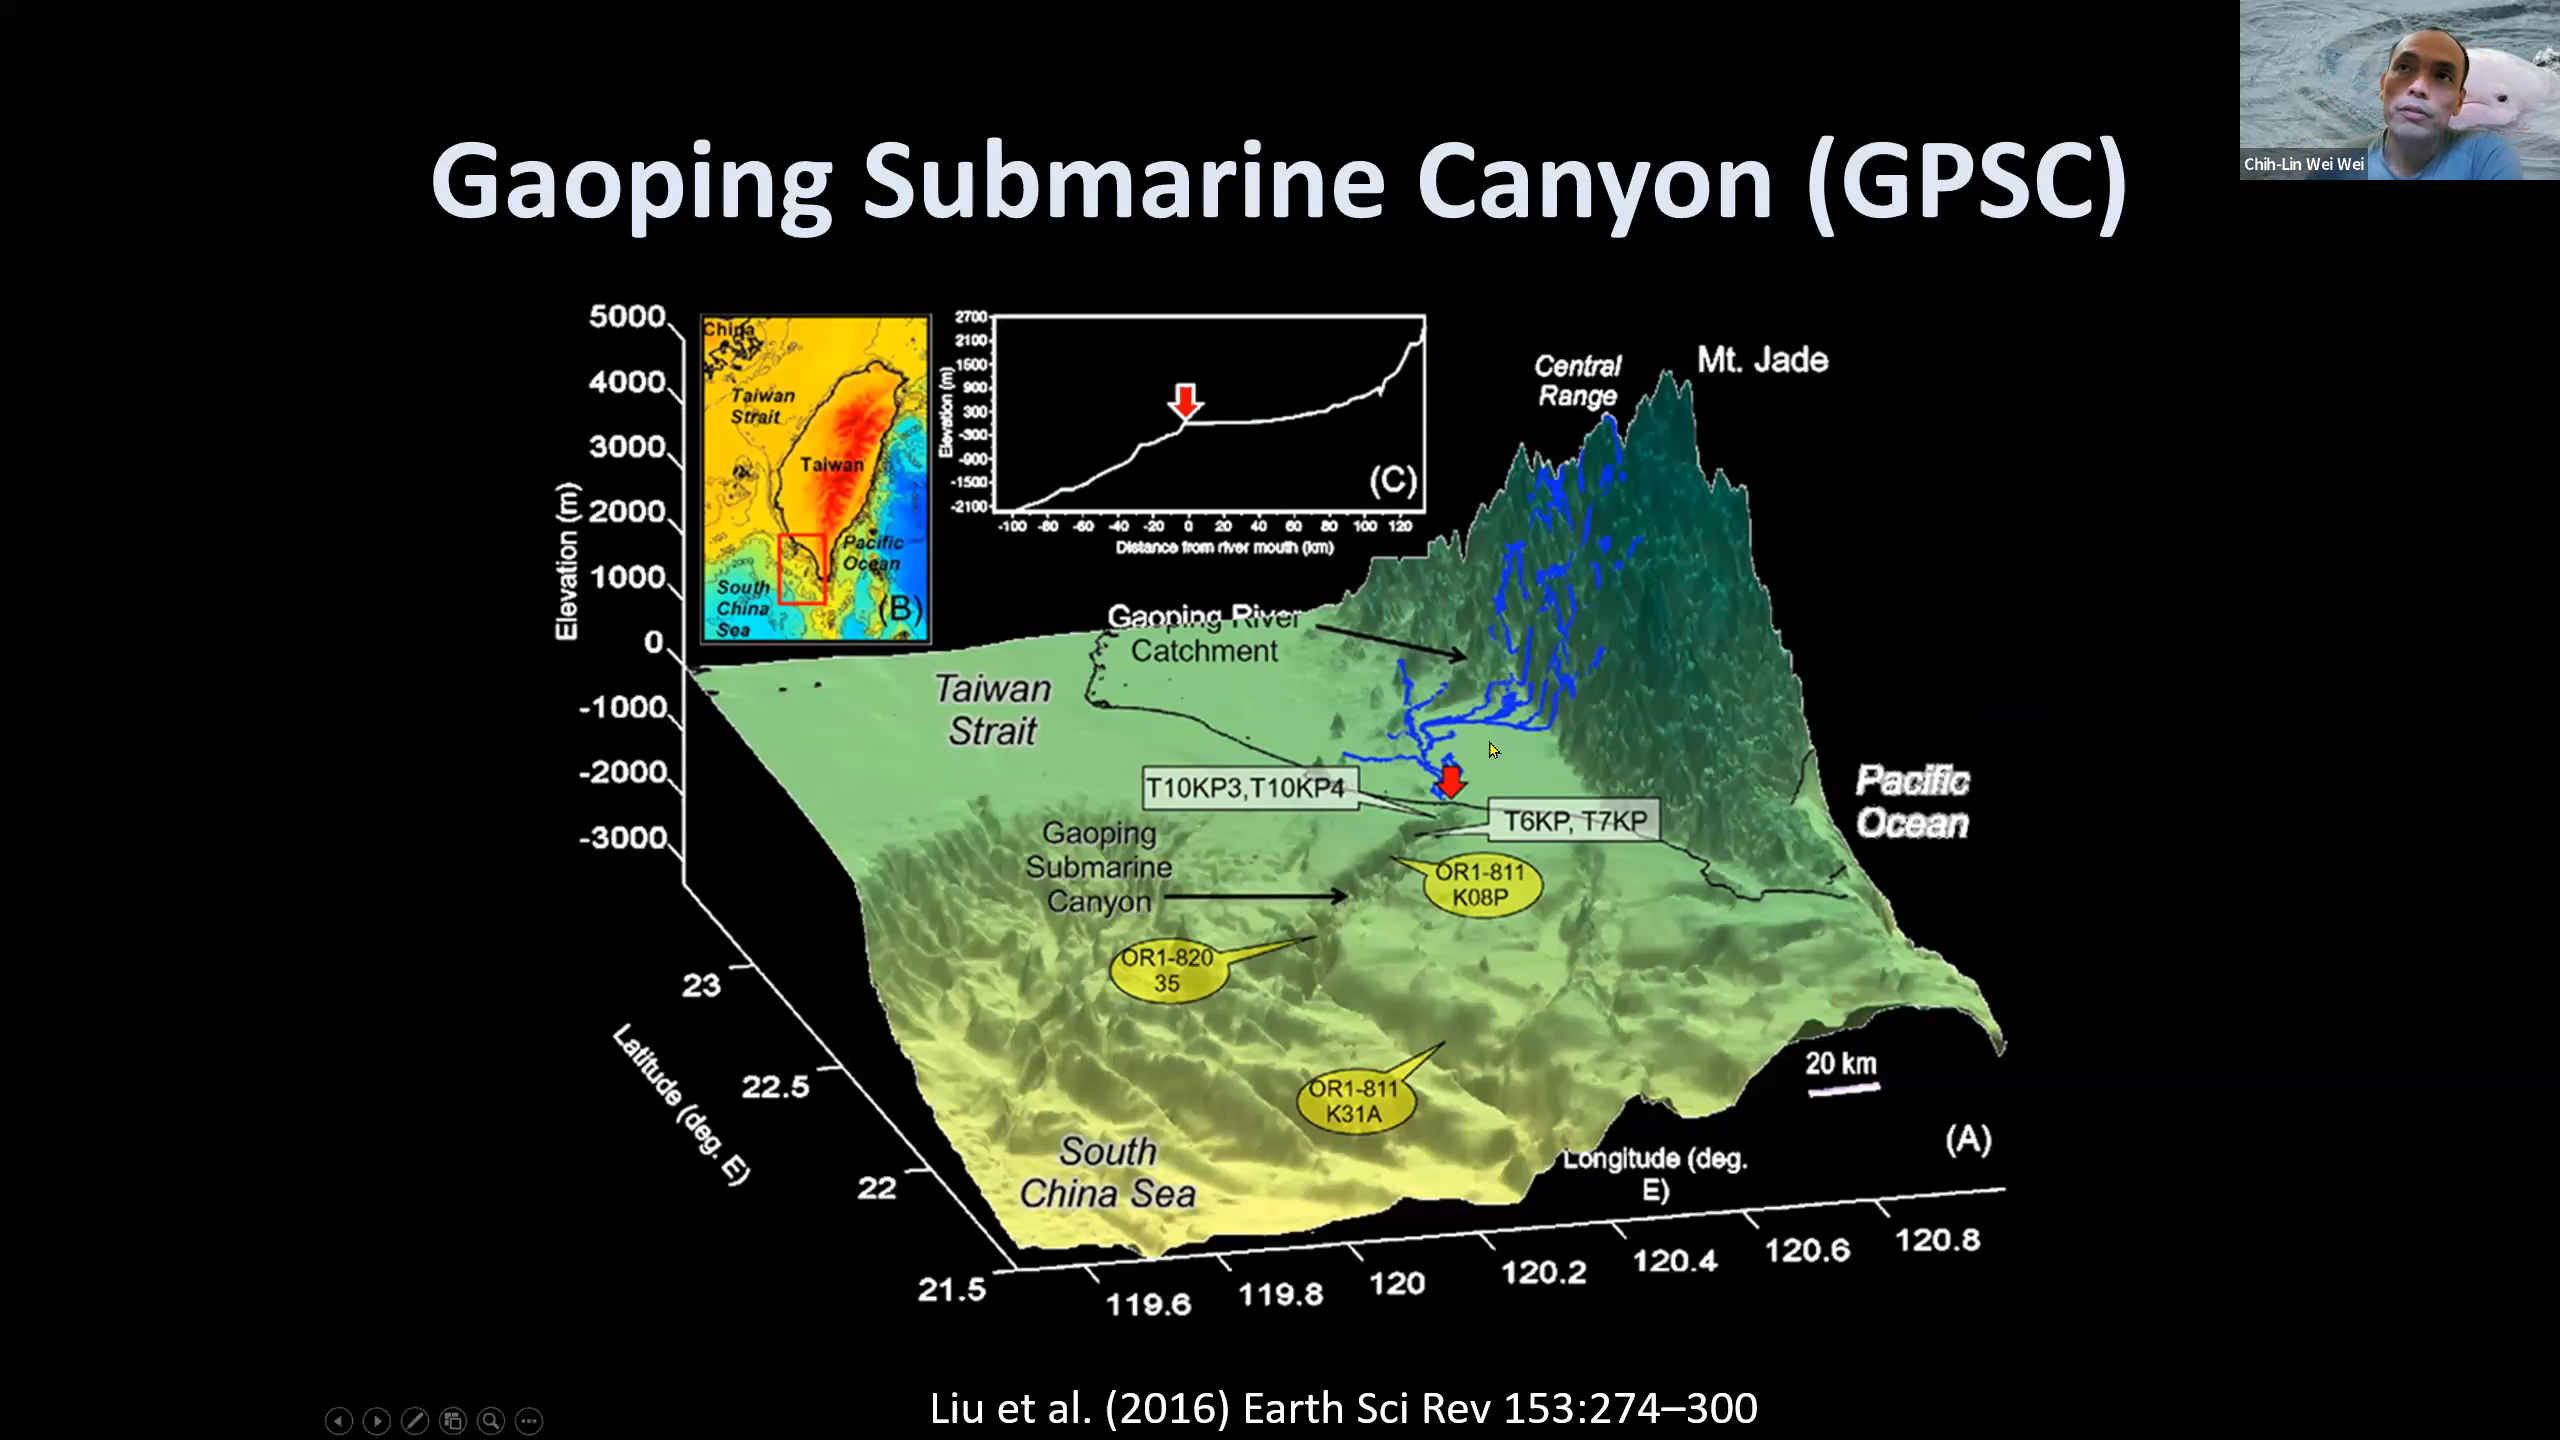 Gaoping Submarine Canyon (GPSC)
Chih-Lin Wei Wei
5000
4000
3000
2000
1000
0
-1000
-2000
-3000
Elevation (m)
China
Taiwan
Strait
Taiwan
Pacific
Ocean
South
China
Sea
(B)
2700
2100
1500
900
300
-300
-900
-1500
-2100
Elevation (m)
(C)
-100 -80 -60 -40 -20 0 20 40 60 80 100 120
Distance from river mouth (km)
Central
Range
Mt. Jade
Gaoping River
Catchment
Taiwan
Strait
T10KP3,T10KP4
T6KP, T7KP
Pacific
Ocean
Gaoping
Submarine
Canyon
OR1-811
K08P
OR1-820
35
OR1-811
K31A
South
China Sea
20 km
(A)
23
22.5
22
21.5
Latitude (deg. E)
Longitude (deg.
E)
119.6 119.8 120 120.2 120.4 120.6 120.8
Liu et al. (2016) Earth Sci Rev 153:274–300